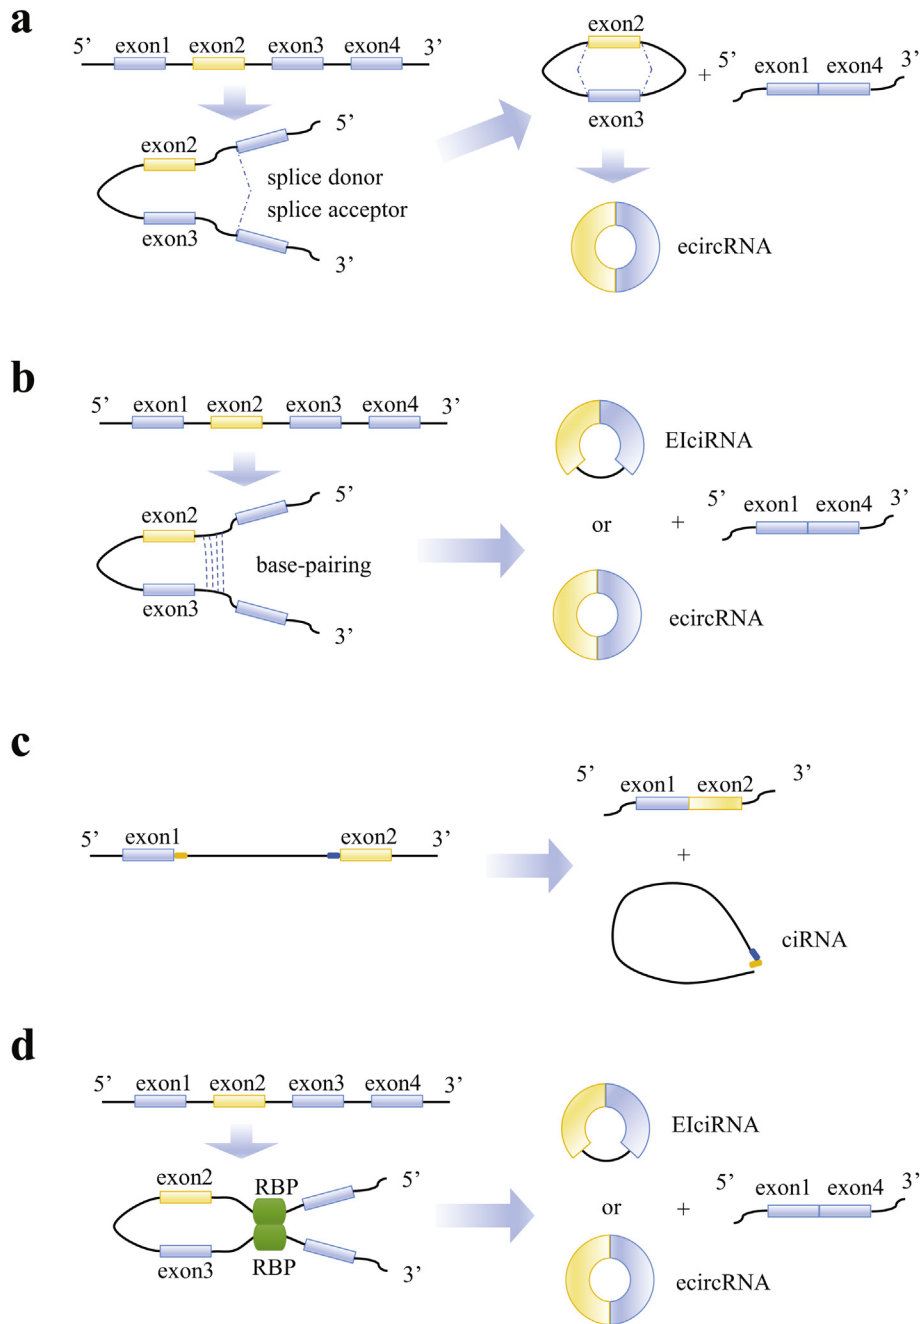 a
5’ exon1 exon2 exon3 exon4 3’
exon2
5’
splice donor
splice acceptor
exon3
3’
exon2
+
5’ exon1 exon4 3’
exon3
ecircRNA
b
5’ exon1 exon2 exon3 exon4 3’
exon2
5’
base-pairing
exon3
3’
EIciRNA
or
+
5’ exon1 exon4 3’
ecircRNA
c
5’ exon1 exon2 3’
5’ exon1 exon2 3’
+
ciRNA
d
5’ exon1 exon2 exon3 exon4 3’
exon2
RBP
5’
exon3
RBP
3’
EIciRNA
or
+
5’ exon1 exon4 3’
ecircRNA